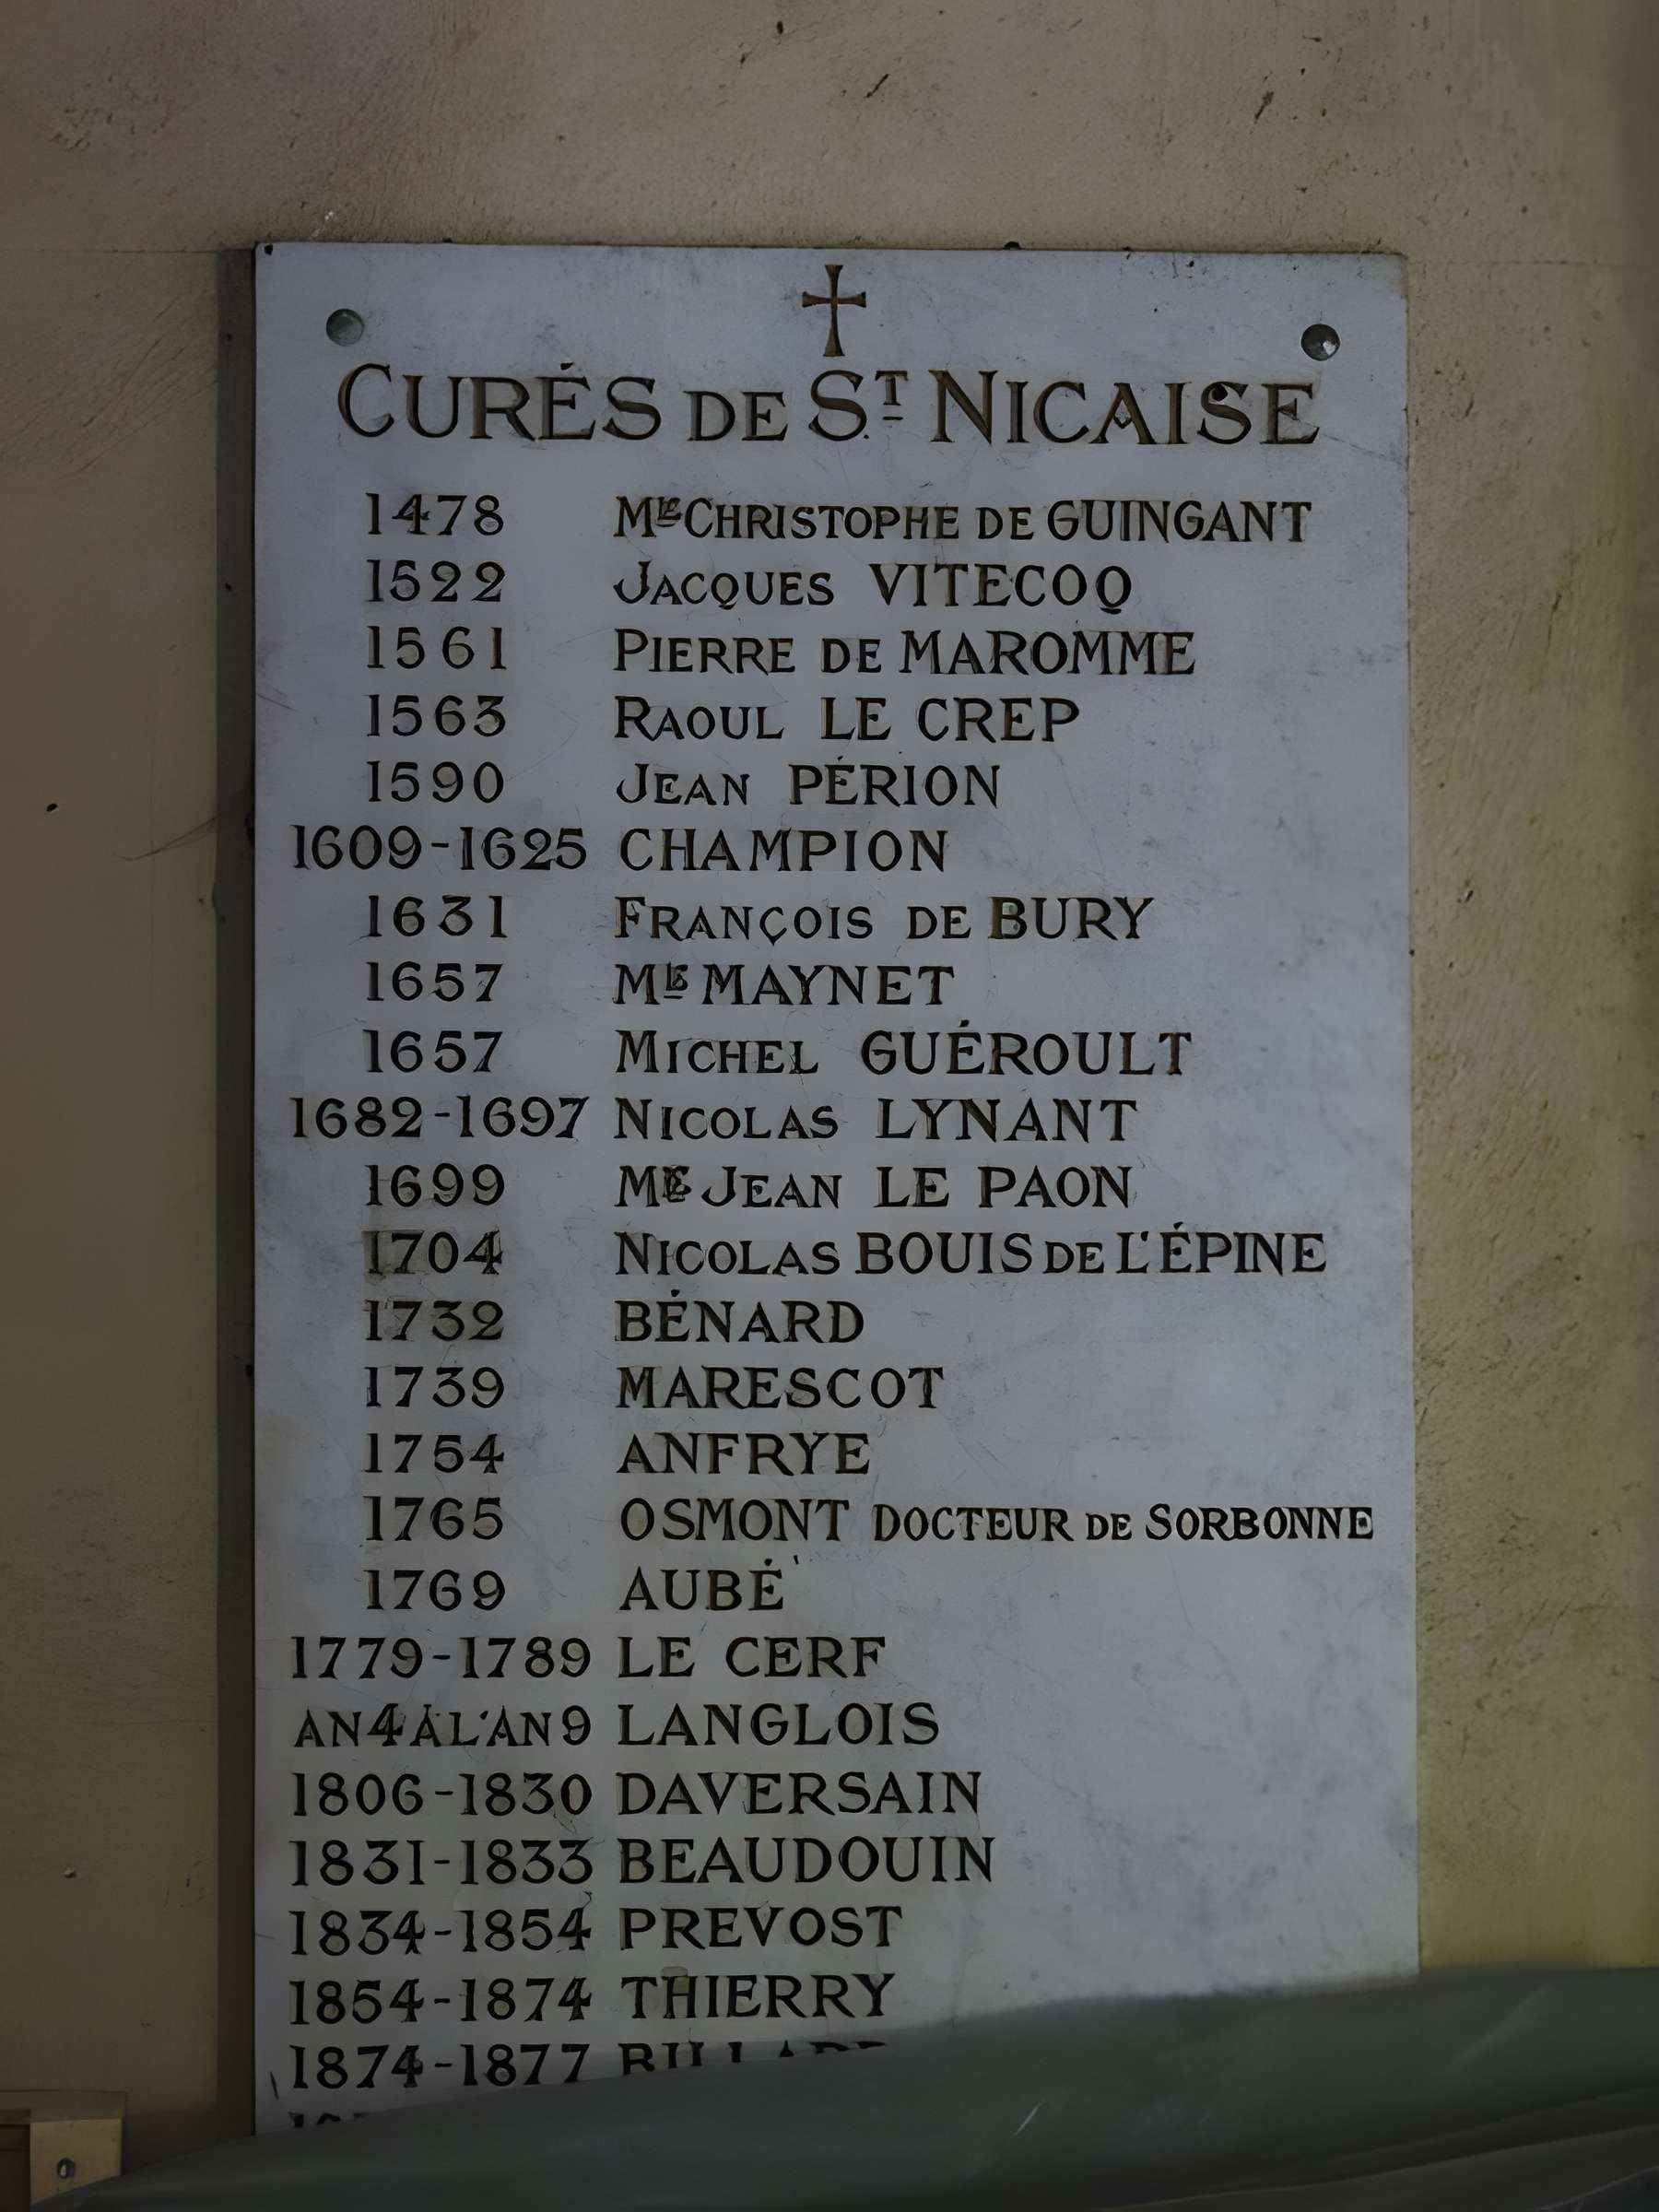 CURÉS DE ST NICAISE
1478 MRE CHRISTOPHE DE GUINGANT
1522 JACQUES VITECOQ
1561 PIERRE DE MAROMME
1563 RAOUL LE CREP
1590 JEAN PÉRION
1609-1625 CHAMPION
1631 FRANÇOIS DE BURY
1657 MAYNET
1657 MICHEL GUÉROULT
1682-1697 NICOLAS LYNANT
1699 JEAN LE PAON
1704 NICOLAS BOUIS DE L'ÉPINE
1732 BÉNARD
1739 MARESCOT
1754 ANFRYE
1765 OSMONT DOCTEUR DE SORBONNE
1769 AUBÉ
1779-1789 LE CERF
AN 4 À L'AN 9 LANGLOIS
1806-1830 DAVERSAIN
1831-1833 BEAUDOUIN
1834-1854 PREVOST
1854-1874 THIERRY
1874-1877